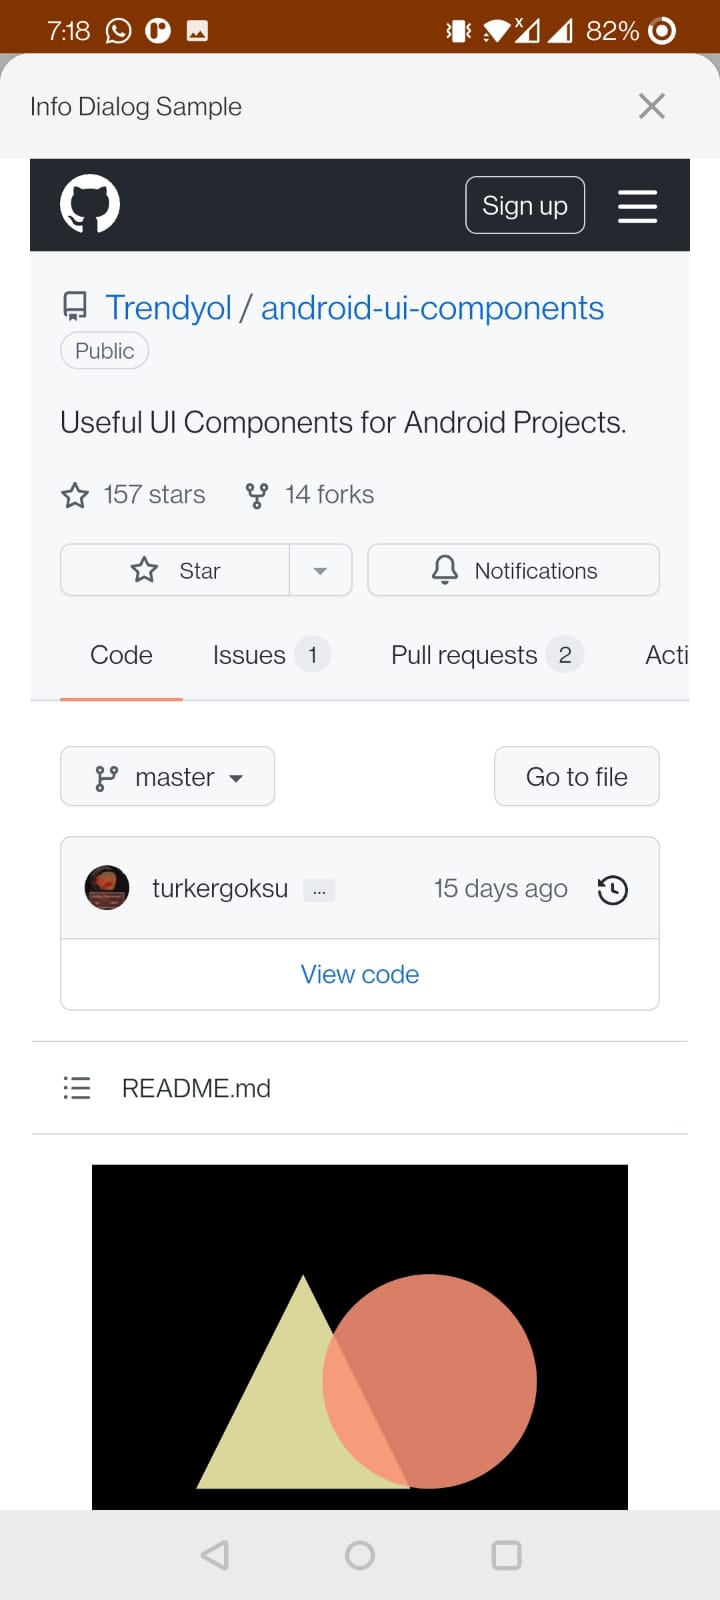 7:18 82%
Info Dialog Sample
Sign up
Trendyol / android-ui-components
Public
Useful UI Components for Android Projects.
157 stars 14 forks
Star Notifications
Code Issues 1 Pull requests 2 Acti
master Go to file
turkergoksu ... 15 days ago
View code
README.md